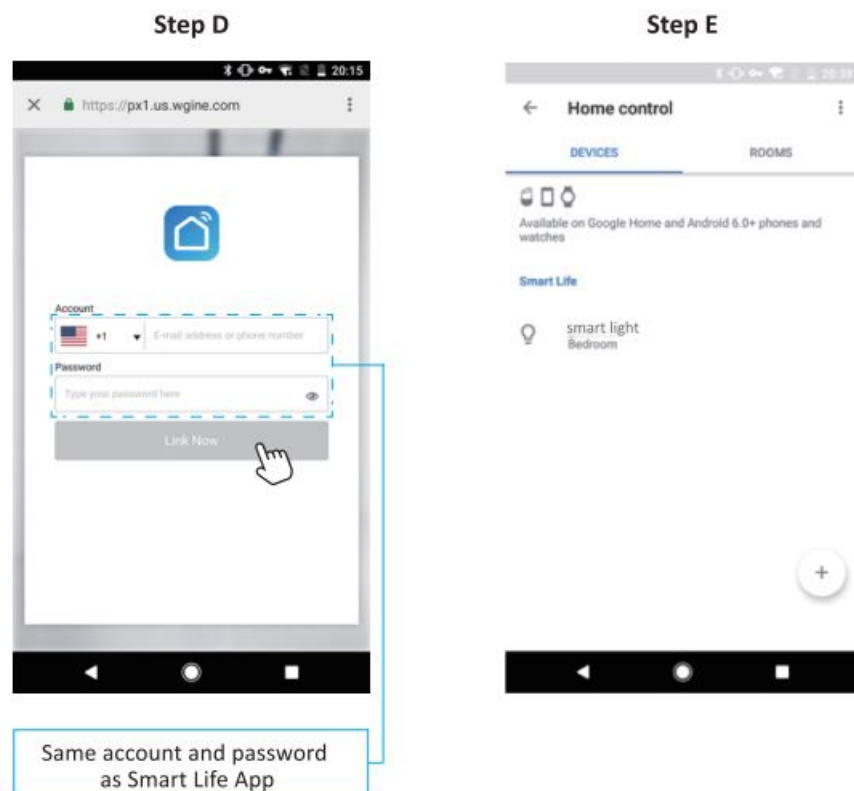 Step D
20:15
https://px1.us.wgine.com
Account
+1
E-mail address or phone number
Password
Type your password here
Link Now
Same account and password
as Smart Life App
Step E
Home control
DEVICES
ROOMS
Available on Google Home and Android 6.0+ phones and
watches
Smart Life
smart light
Bedroom
+